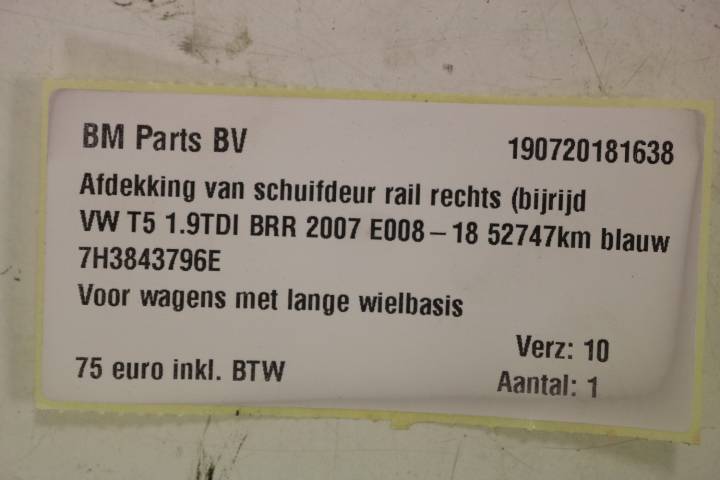 BM Parts BV
190720181638
Afdekking van schuifdeur rail rechts (bijrijd
VW T5 1.9TDI BRR 2007 E008-18 52747km blauw
7H3843796E
Voor wagens met lange wielbasis
Verz: 10
75 euro inkl. BTW
Aantal: 1